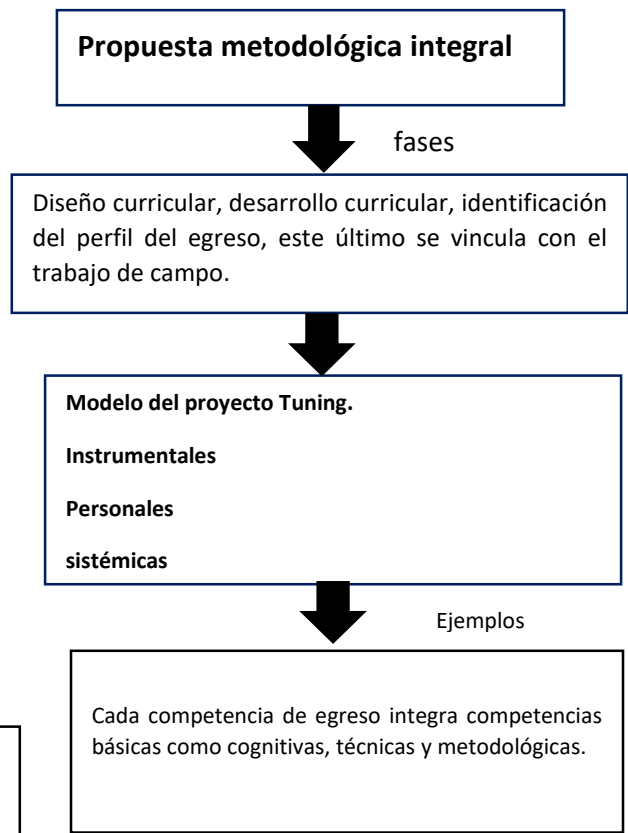 Propuesta metodológica integral
fases
Diseño curricular, desarrollo curricular, identificación
del perfil del egreso, este último se vincula con el
trabajo de campo.
Modelo del proyecto Tuning.
Instrumentales
Personales
sistémicas
Ejemplos
Cada competencia de egreso integra competencias
básicas como cognitivas, técnicas y metodológicas.